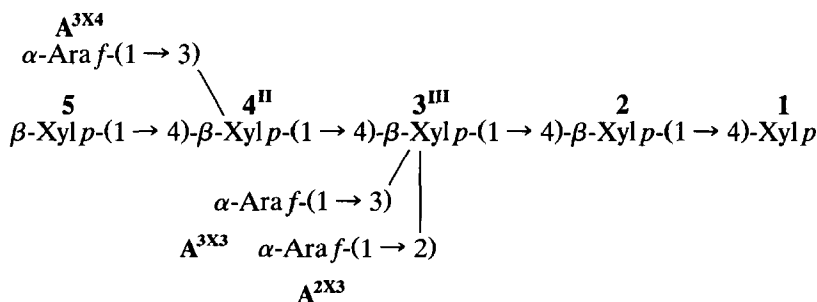 A³ˣ⁴
α-Araf-(1 → 3)
5 4ᴵᴵ 3ᴵᴵᴵ 2 1
β-Xylp-(1 → 4)-β-Xylp-(1 → 4)-β-Xylp-(1 → 4)-β-Xylp-(1 → 4)-Xylp
α-Araf-(1 → 3)
A³ˣ³ α-Araf-(1 → 2)
A²ˣ³